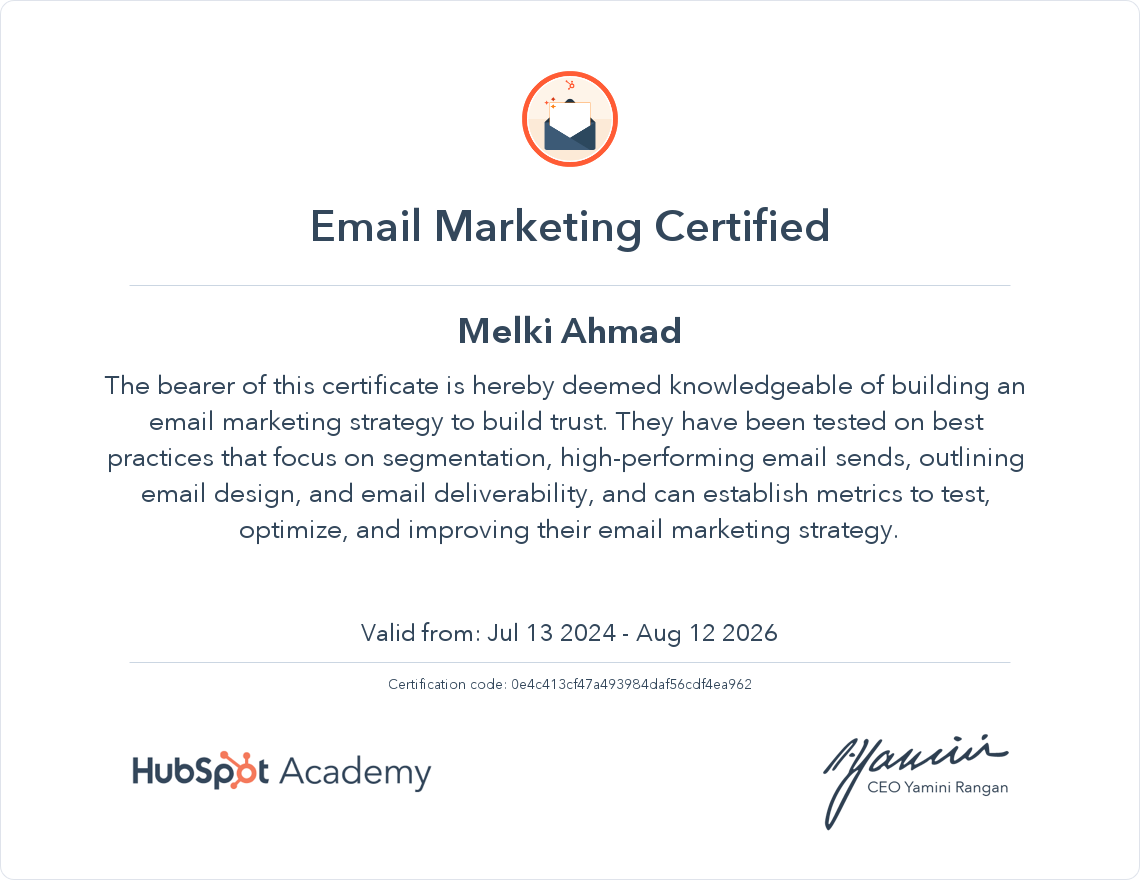 Email Marketing Certified
Melki Ahmad
The bearer of this certificate is hereby deemed knowledgeable of building an
email marketing strategy to build trust. They have been tested on best
practices that focus on segmentation, high-performing email sends, outlining
email design, and email deliverability, and can establish metrics to test,
optimize, and improving their email marketing strategy.
Valid from: Jul 13 2024 - Aug 12 2026
Certification code: 0e4c413cf47a493984daf56cdf4ea962
HubSpot Academy
CEO Yamini Rangan